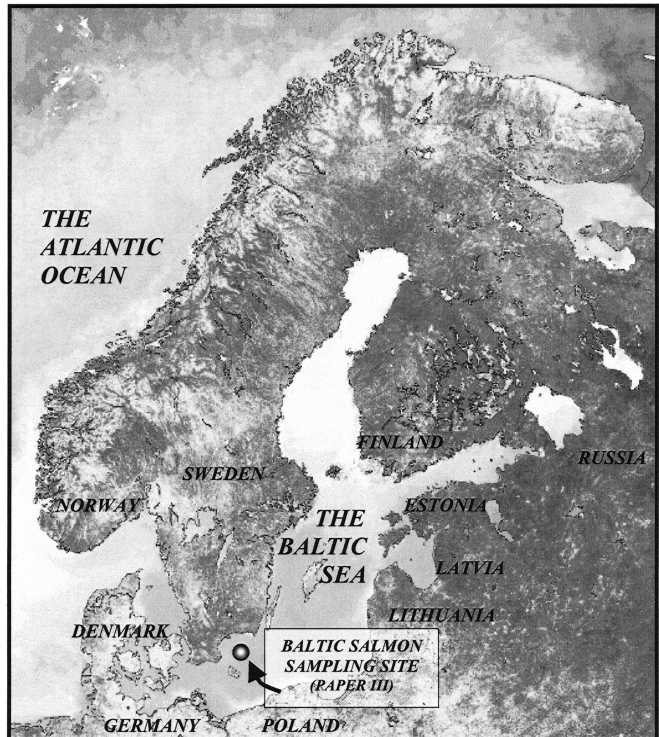 THE
ATLANTIC
OCEAN
FINLAND
SWEDEN
RUSSIA
NORWAY
ESTONIA
THE
BALTIC
SEA
LATVIA
LITHUANIA
DENMARK
BALTIC SALMON
SAMPLING SITE
(PAPER III)
GERMANY
POLAND